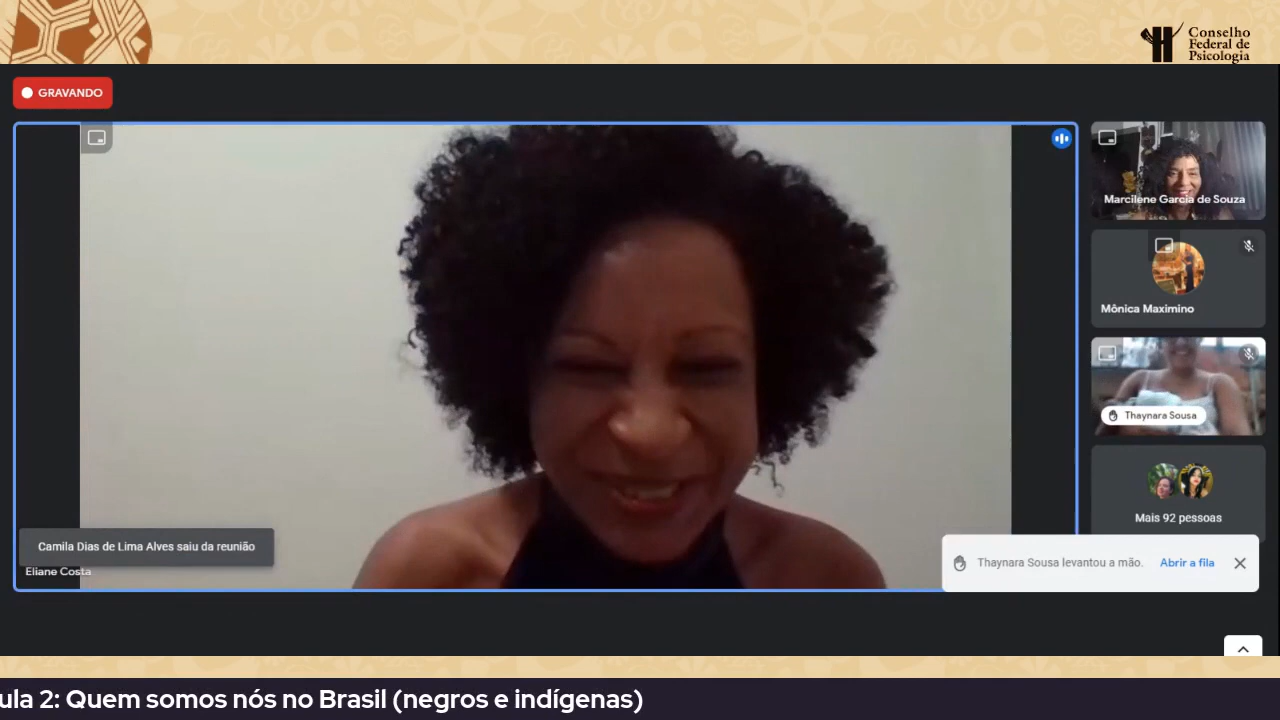 Conselho
Federal de
Psicologia
GRAVANDO
Marcilene Garcia de Souza
Mônica Maximino
Thaynara Sousa
Mais 92 pessoas
Camila Dias de Lima Alves saiu da reunião
Eliane Costa
Thaynara Sousa levantou a mão. Abrir a fila
ula 2: Quem somos nós no Brasil (negros e indígenas)